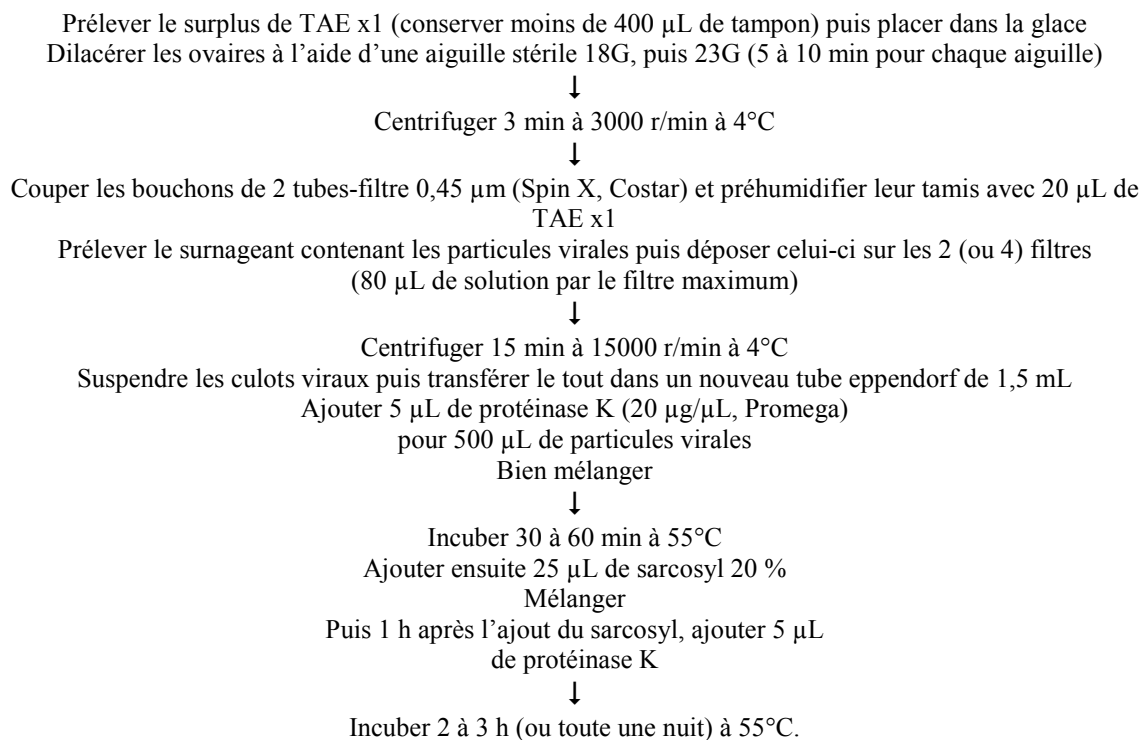 Prélever le surplus de TAE x1 (conserver moins de 400 µL de tampon) puis placer dans la glace
Dilacérer les ovaires à l’aide d’une aiguille stérile 18G, puis 23G (5 à 10 min pour chaque aiguille)
↓
Centrifuger 3 min à 3000 r/min à 4°C
↓
Couper les bouchons de 2 tubes-filtre 0,45 µm (Spin X, Costar) et préhumidifier leur tamis avec 20 µL de
TAE x1
Prélever le surnageant contenant les particules virales puis déposer celui-ci sur les 2 (ou 4) filtres
(80 µL de solution par le filtre maximum)
↓
Centrifuger 15 min à 15000 r/min à 4°C
Suspendre les culots viraux puis transférer le tout dans un nouveau tube eppendorf de 1,5 mL
Ajouter 5 µL de protéinase K (20 µg/µL, Promega)
pour 500 µL de particules virales
Bien mélanger
↓
Incuber 30 à 60 min à 55°C
Ajouter ensuite 25 µL de sarcosyl 20 %
Mélanger
Puis 1 h après l’ajout du sarcosyl, ajouter 5 µL
de protéinase K
↓
Incuber 2 à 3 h (ou toute une nuit) à 55°C.